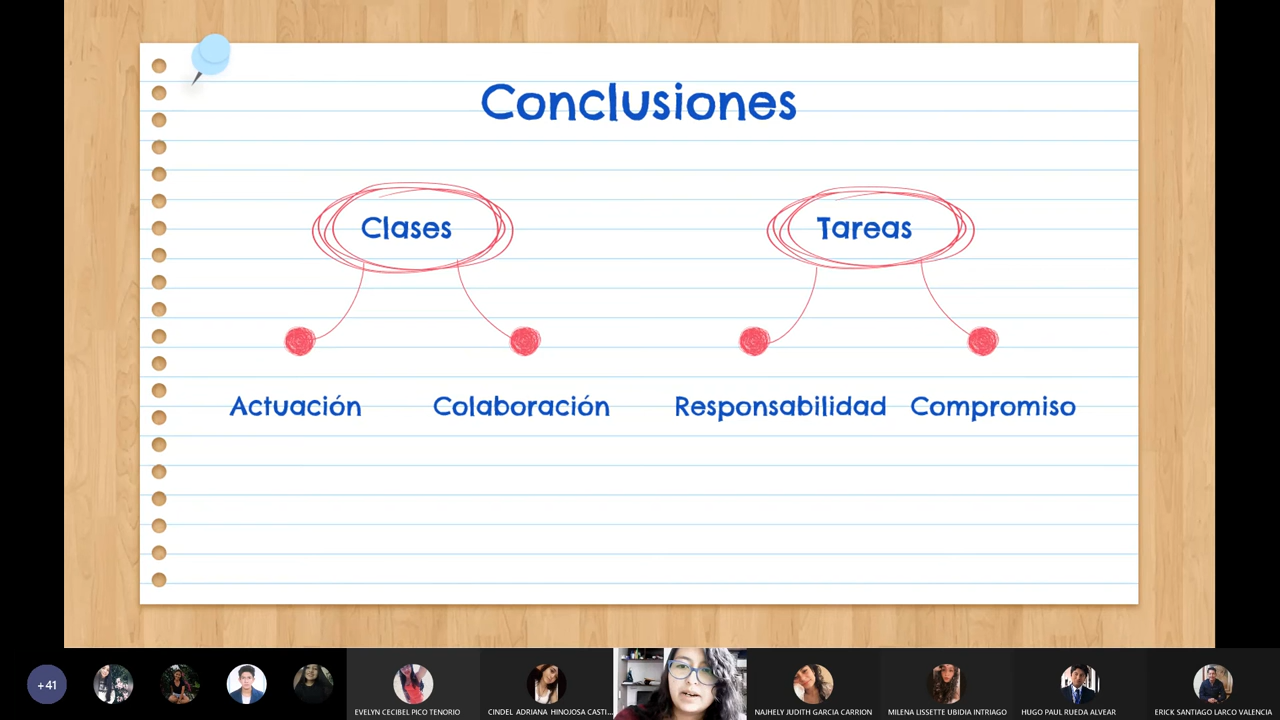 Conclusiones
Clases
Tareas
Actuación
Colaboración
Responsabilidad
Compromiso
+41
EVELYN CECIBEL PICO TENORIO
CINDEL ADRIANA HINOJOSA CASTI...
NAJHELY JUDITH GARCIA CARRION
MILENA LISSETTE UBIDIA INTRIAGO
HUGO PAUL RUEDA ALVEAR
ERICK SANTIAGO LARCO VALENCIA